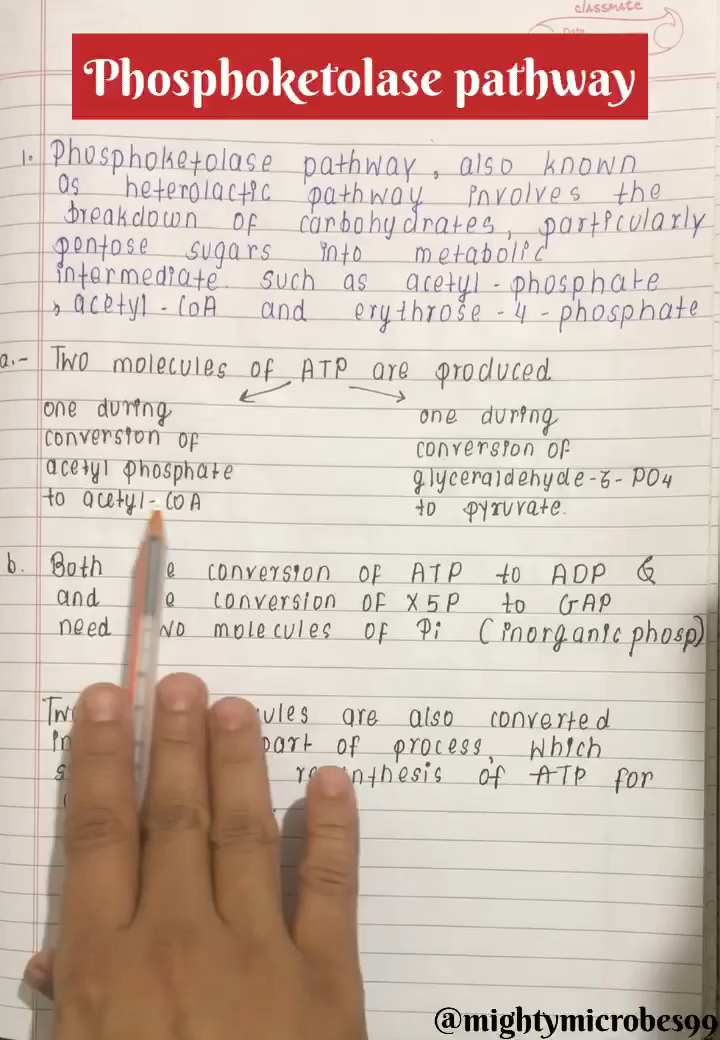 classmate
Date
Phosphoketolase pathway
1. Phosphoketolase pathway, also known
as heterolactic pathway involves the
breakdown of carbohydrates, particularly
pentose sugars into metabolic
intermediate such as acetyl-phosphate
, acetyl-CoA and erythrose-4-phosphate
a.- Two molecules of ATP are produced
one during
conversion of
acetyl phosphate
to acetyl-COA
one during
conversion of
glyceraldehyde-3-PO4
to pyruvate.
b. Both conversion of ATP to ADP &
and conversion of X5P to GAP
need molecules of Pi (inorganic phosp)
are also converted
part of process, which
of ATP for
@mightymicrobes99